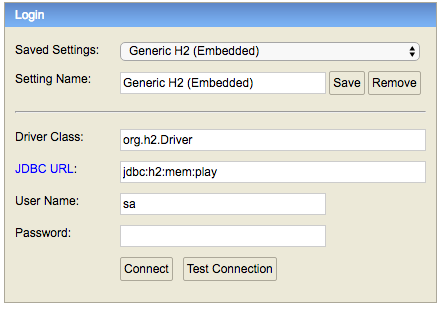 Login
Saved Settings: Generic H2 (Embedded)
Setting Name: Generic H2 (Embedded) Save Remove
Driver Class: org.h2.Driver
JDBC URL: jdbc:h2:mem:play
User Name: sa
Password:
Connect Test Connection